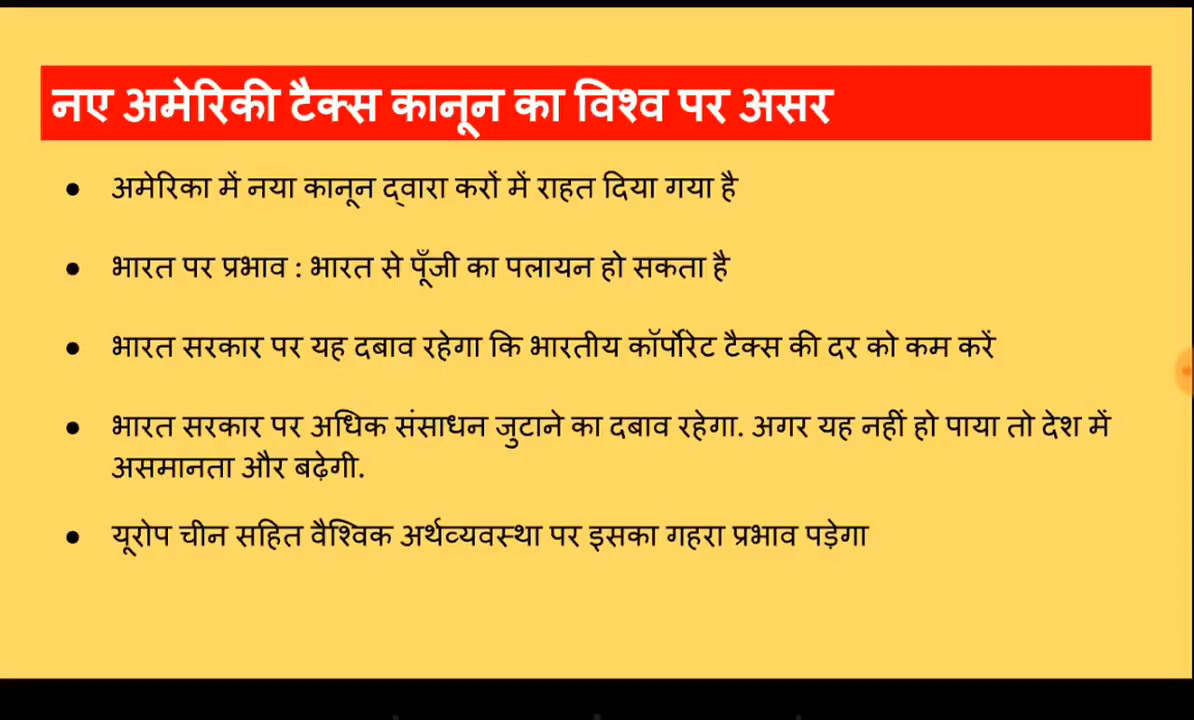 नए अमेरिकी टैक्स कानून का विश्व पर असर
● अमेरिका में नया कानून द्वारा करों में राहत दिया गया है
● भारत पर प्रभाव : भारत से पूँजी का पलायन हो सकता है
● भारत सरकार पर यह दबाव रहेगा कि भारतीय कॉर्पोरेट टैक्स की दर को कम करें
● भारत सरकार पर अधिक संसाधन जुटाने का दबाव रहेगा. अगर यह नहीं हो पाया तो देश में
असमानता और बढ़ेगी.
● यूरोप चीन सहित वैश्विक अर्थव्यवस्था पर इसका गहरा प्रभाव पड़ेगा